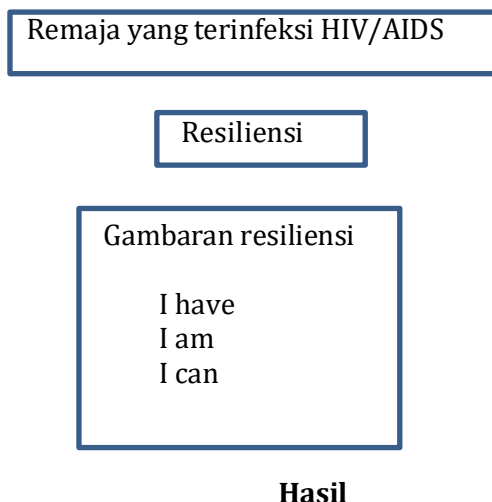 Remaja yang terinfeksi HIV/AIDS
Resiliensi
Gambaran resiliensi
I have
I am
I can
Hasil